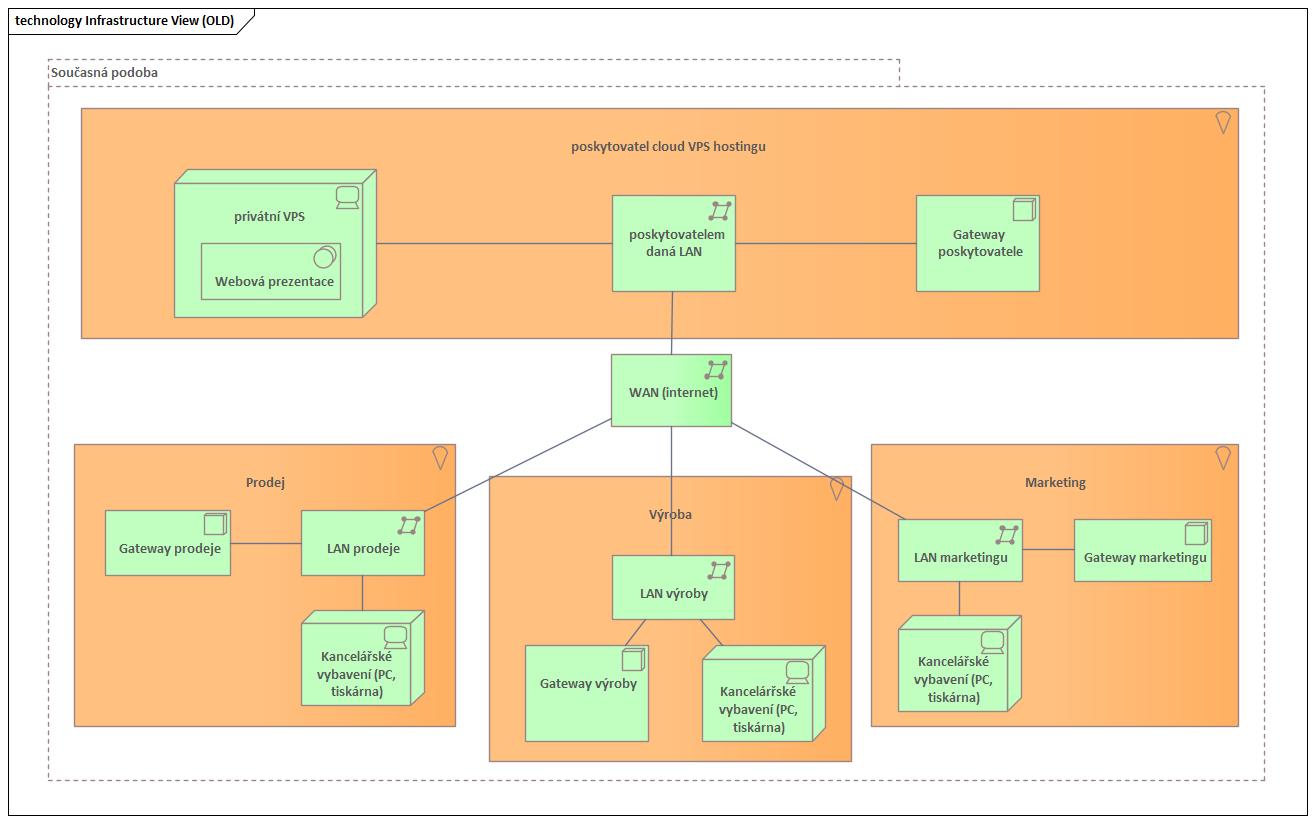 technology Infrastructure View (OLD)
Současná podoba
poskytovatel cloud VPS hostingu
privátní VPS
Webová prezentace
poskytovatelem
daná LAN
Gateway
poskytovatele
WAN (internet)
Prodej
Gateway prodeje
LAN prodeje
Kancelářské
vybavení (PC,
tiskárna)
Výroba
LAN výroby
Gateway výroby
Kancelářřské
vybavení (PC,
tiskárna)
Marketing
LAN marketingu
Gateway marketingu
Kancelářské
vybavení (PC,
tiskárna)